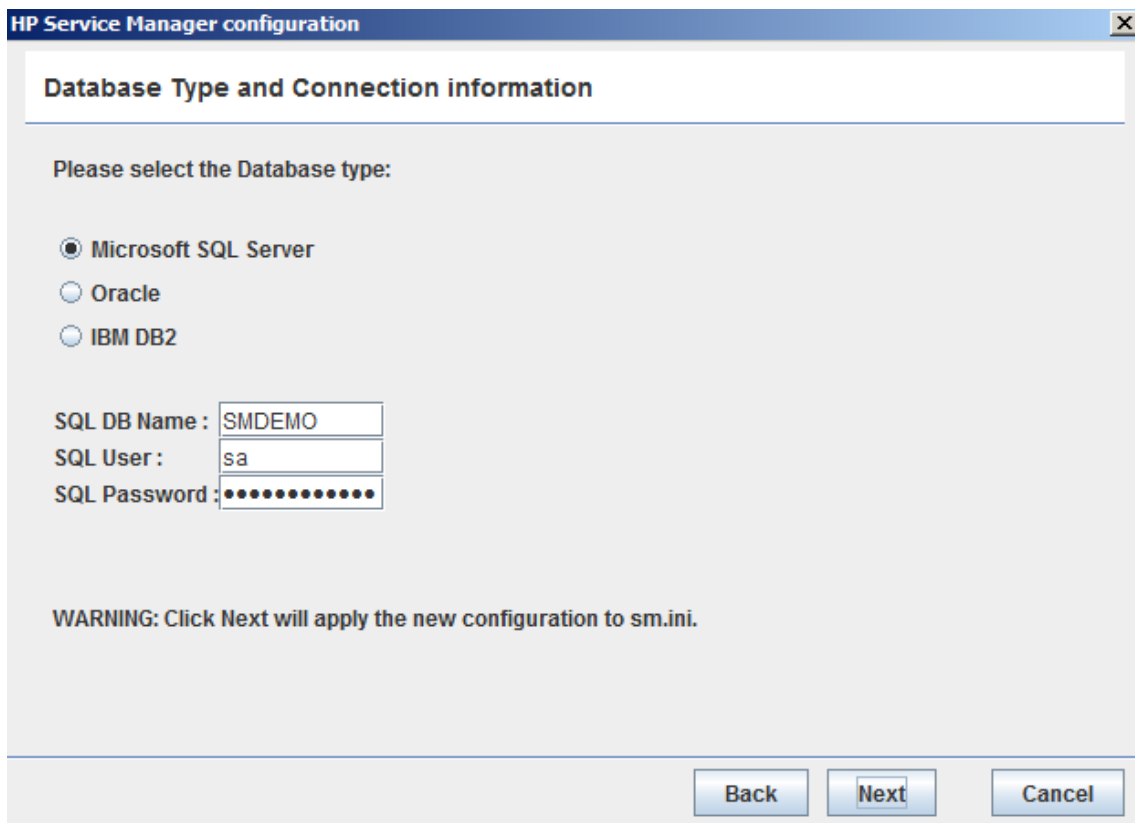 HP Service Manager configuration
Database Type and Connection information
Please select the Database type:
Microsoft SQL Server
Oracle
IBM DB2
SQL DB Name : SMDEMO
SQL User : sa
SQL Password : ●●●●●●●●●●●●
WARNING: Click Next will apply the new configuration to sm.ini.
Back Next Cancel